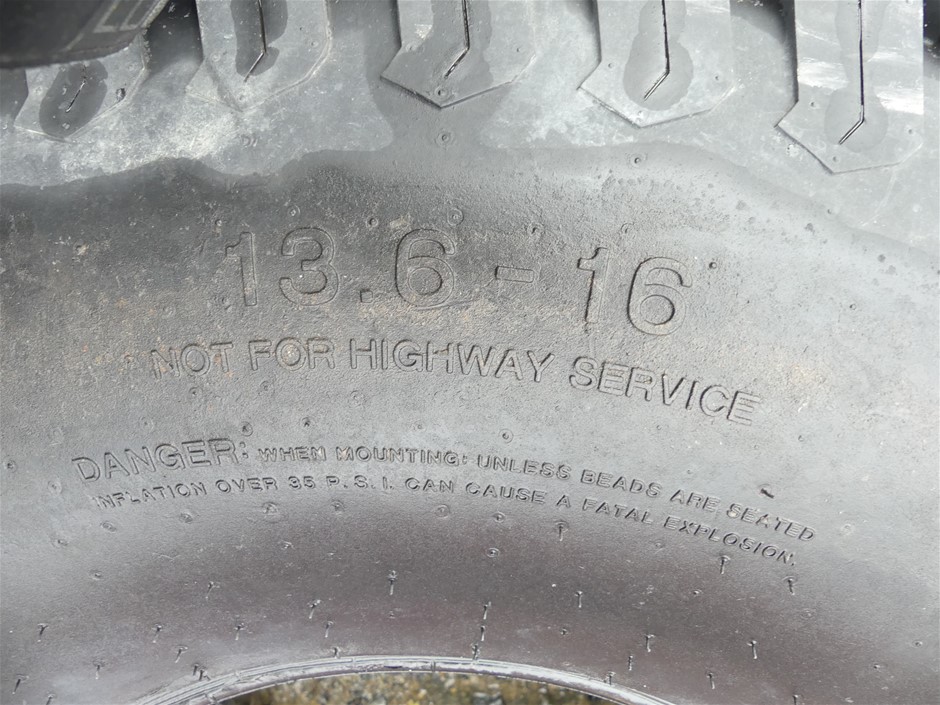 13.6 - 16
NOT FOR HIGHWAY SERVICE
DANGER: WHEN MOUNTING: UNLESS BEADS ARE SEATED
INFLATION OVER 35 P.S.I. CAN CAUSE A FATAL EXPLOSION.